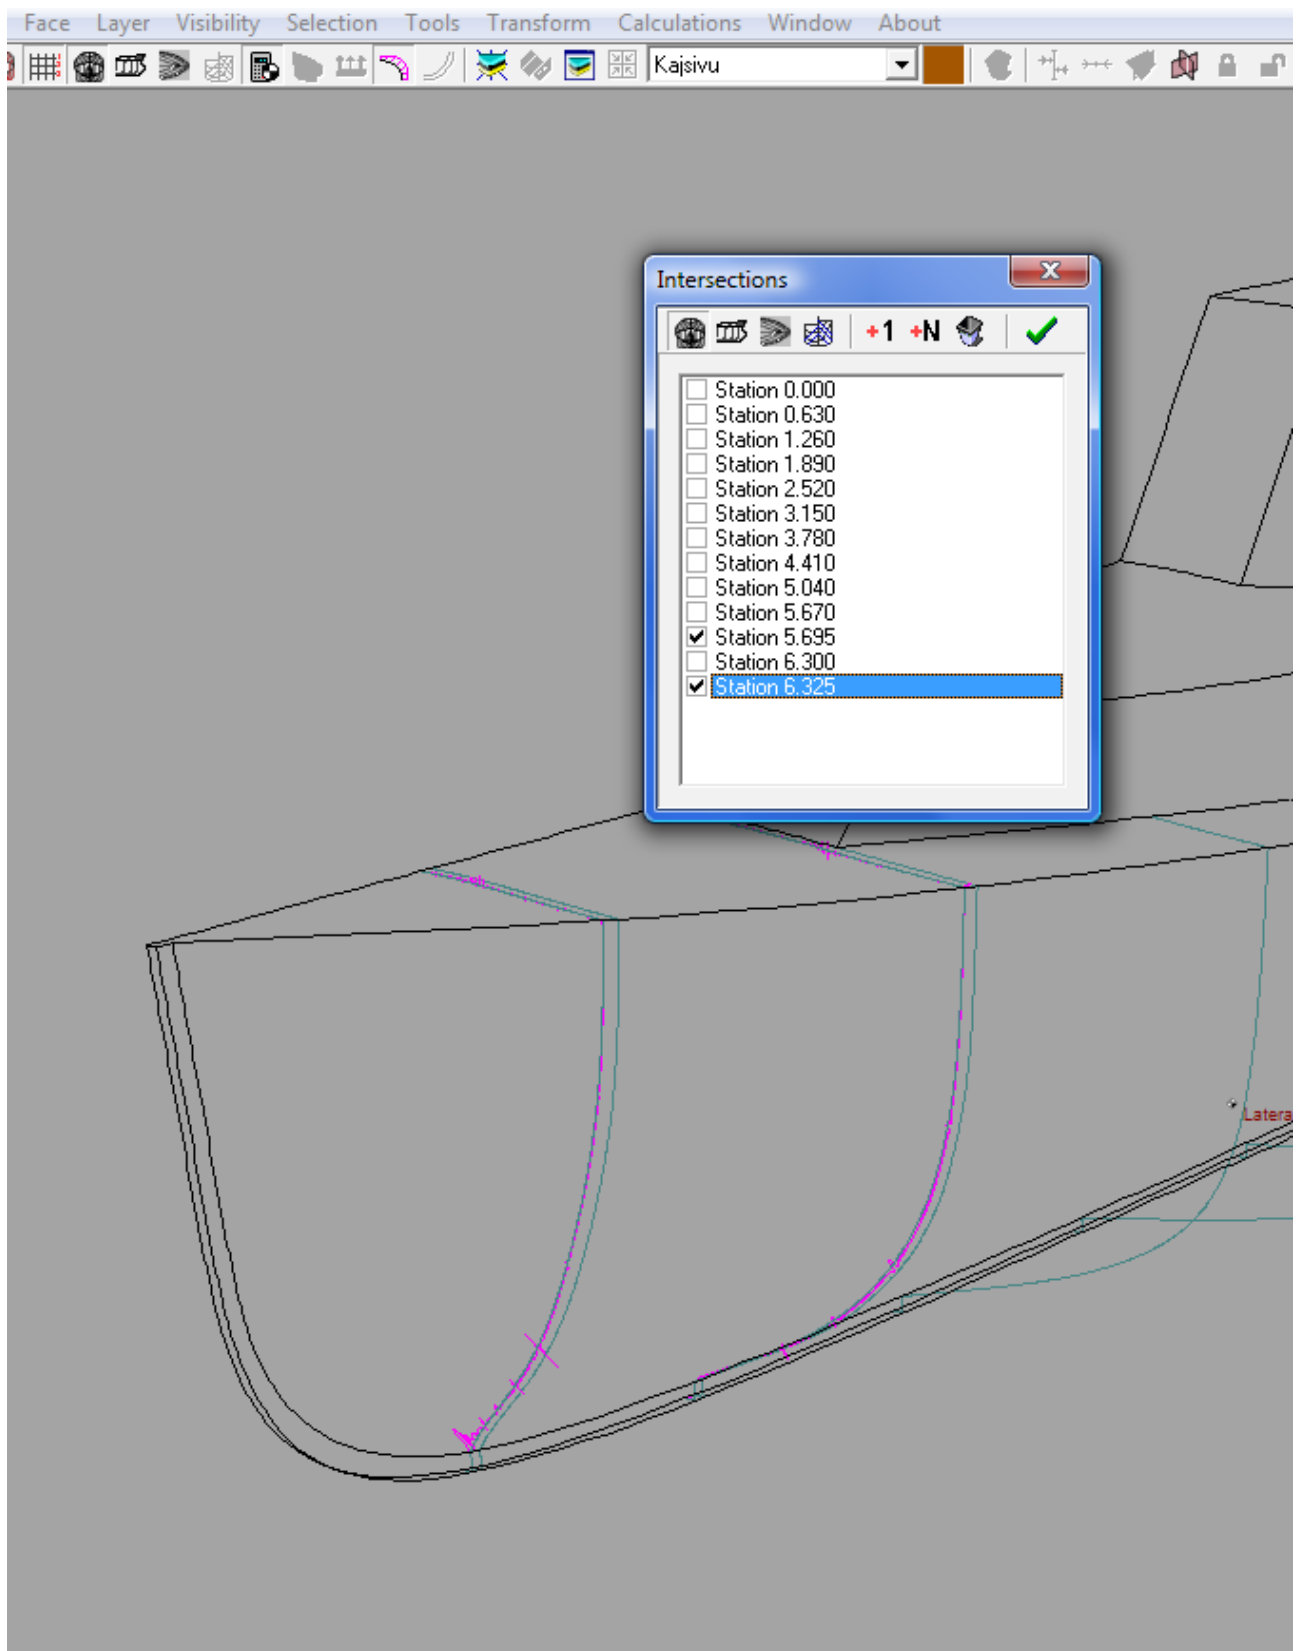 Face Layer Visibility Selection Tools Transform Calculations Window About
Kajsivu
Intersections
+1 +N
Station 0.000
Station 0.630
Station 1.260
Station 1.890
Station 2.520
Station 3.150
Station 3.780
Station 4.410
Station 5.040
Station 5.670
Station 5.695
Station 6.300
Station 6.325
Latera